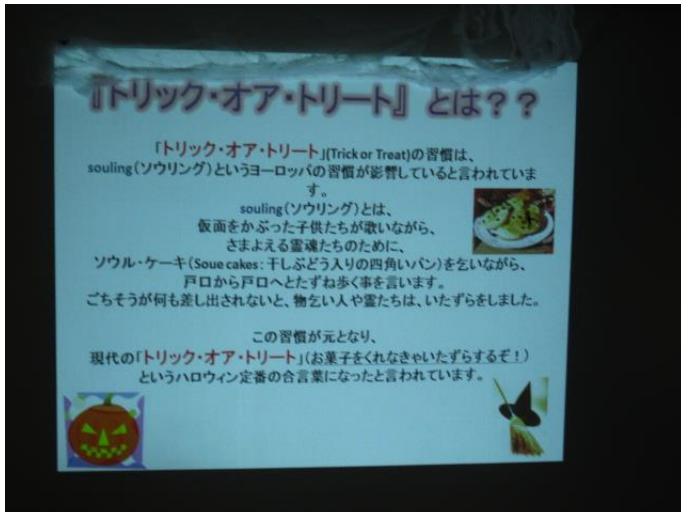 『トリック・オア・トリート』 とは??
「トリック・オア・トリート」(Trick or Treat)の習慣は、
souling(ソウリング)というヨーロッパの習慣が影響していると言われていま
す。
souling(ソウリング)とは、
仮面をかぶった子供たちが歌いながら、
さまよえる霊魂たちのために、
ソウル・ケーキ(Soue cakes:干しぶどう入りの四角いパン)を乞いながら、
戸口から戸口へとたずね歩く事を言います。
ごちそうが何も差し出されないと、物乞い人や霊たちは、いたずらをしました。
この習慣が元となり、
現代の「トリック・オア・トリート」(お菓子をくれなきゃいたずらするぞ!)
というハロウィン定番の合言葉になったと言われています。